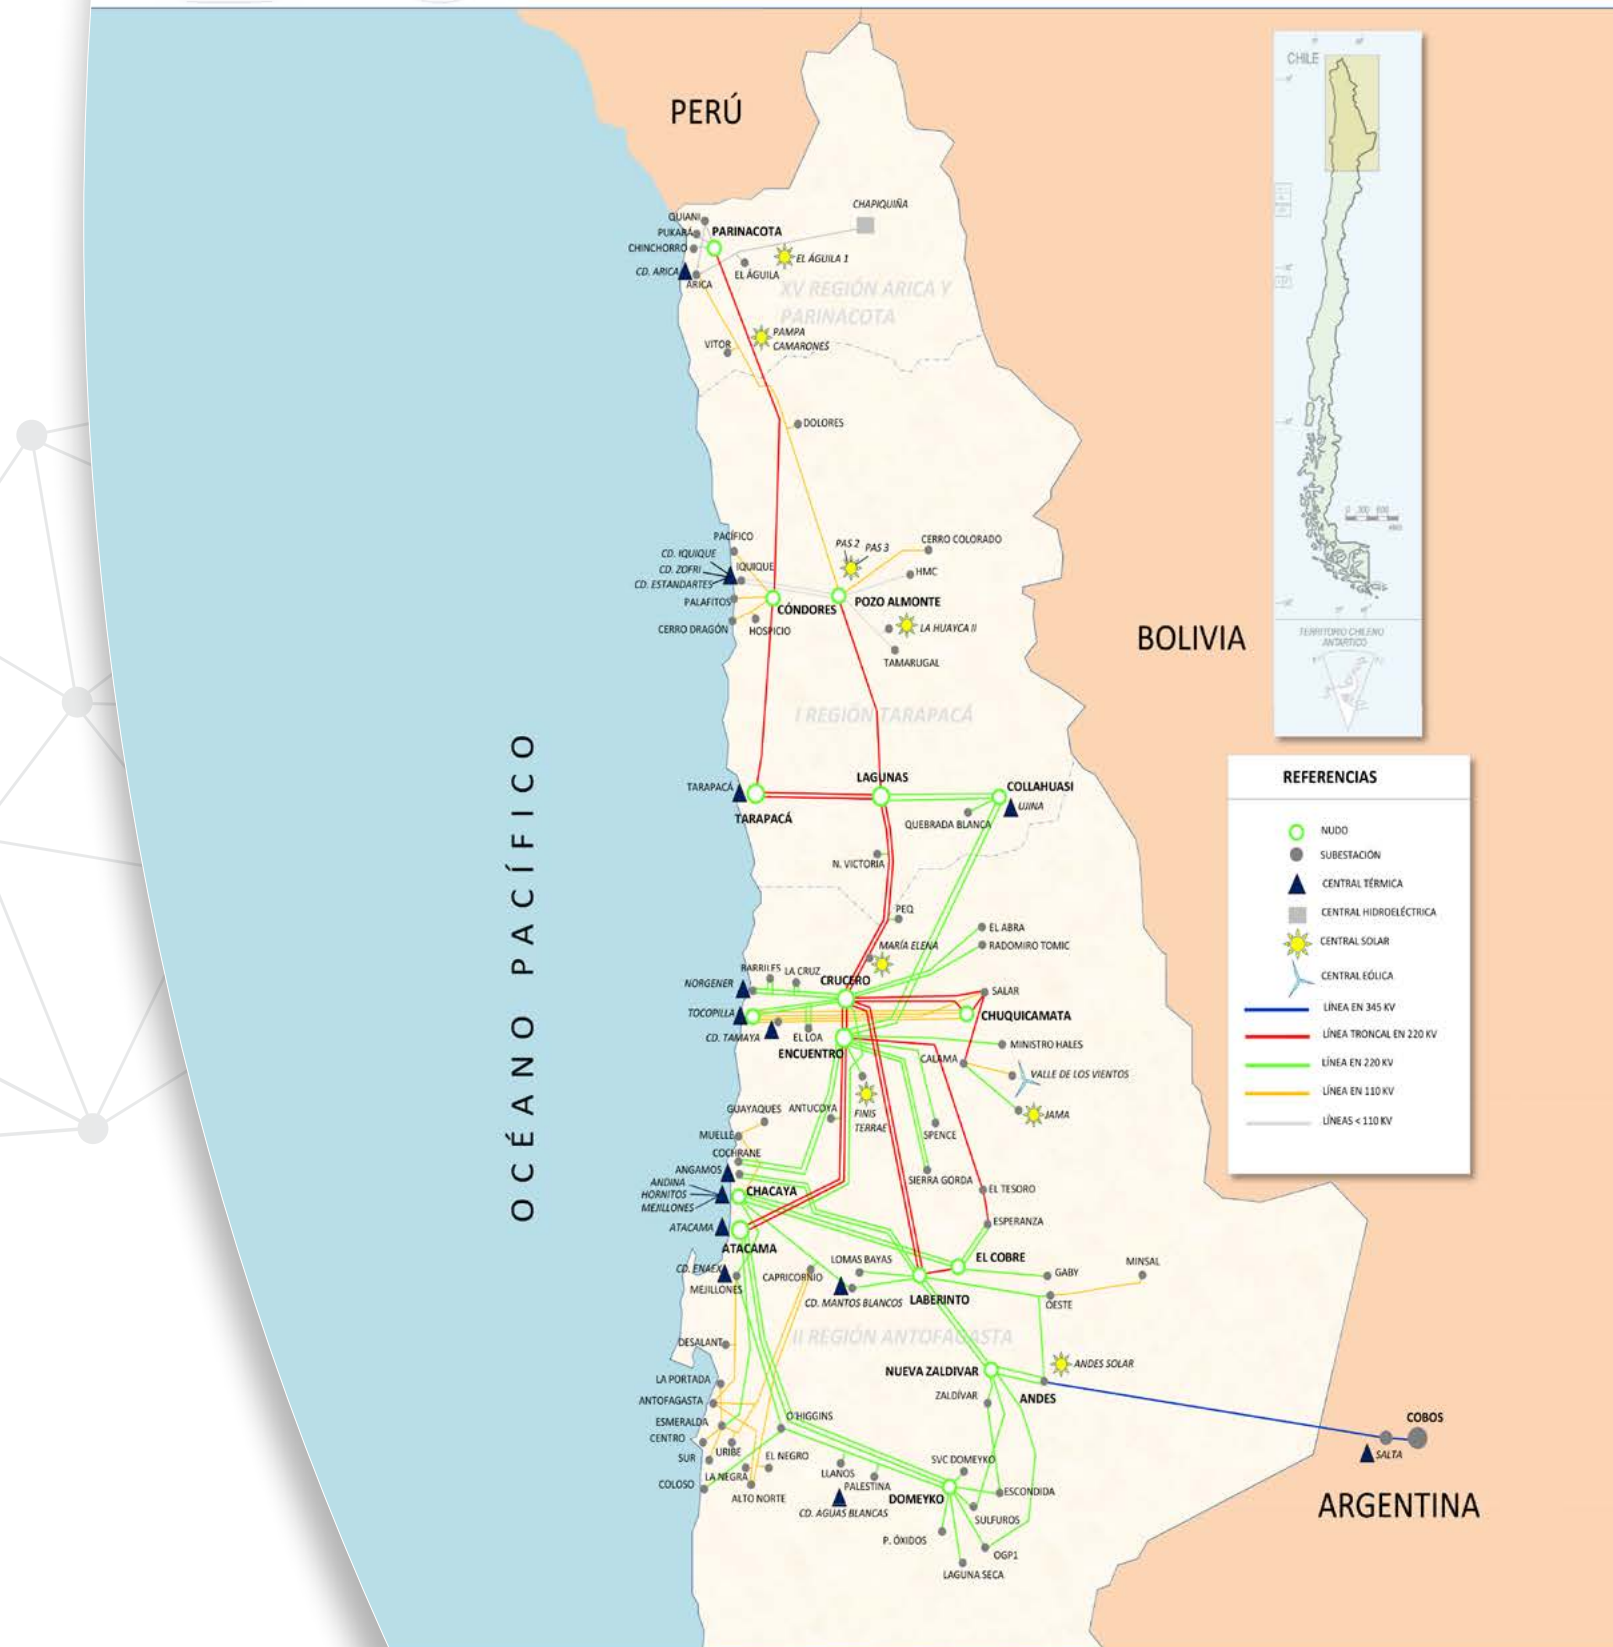 PERÚ
CHILE
CHAPIQUIÑA
GUIANI
PUKARÁ
PARINACOTA
CHINCHORRO
EL ÁGUILA 1
CD. ARICA
EL ÁGUILA
ARICA
XV REGIÓN ARICA Y
PARINACOTA
PAMPA
CAMARONES
VITOR
DOLORES
PACÍFICO
CD. IQUIQUE
IQUIQUE
CD. ZOFRI
CD. ESTANDARTES
PAS 2
PAS 3
CERRO COLORADO
HMC
PALAFITOS
CÓNDORES
POZO ALMONTE
CERRO DRAGÓN
HOSPICIO
LA HUAYCA II
TAMARUGAL
BOLIVIA
0 300 600
TERRITORIO CHILENO
ANTÁRTICO
I REGIÓN TARAPACÁ
OCÉANO PACÍFICO
LAGUNAS
COLLAHUASI
TARAPACÁ
UJINA
TARAPACÁ
QUEBRADA BLANCA
N. VICTORIA
REFERENCIAS
NUDO
SUBESTACIÓN
CENTRAL TÉRMICA
CENTRAL HIDROELÉCTRICA
CENTRAL SOLAR
CENTRAL EÓLICA
LÍNEA EN 345 KV
LÍNEA TRONCAL EN 220 KV
LÍNEA EN 220 KV
LÍNEA EN 110 KV
LÍNEAS < 110 KV
PEQ
EL ABRA
MARÍA ELENA
RADOMIRO TOMIC
BARRILES
LA CRUZ
CRUCERO
NORGENER
SALAR
TOCOPILLA
CHUQUICAMATA
CD. TAMAYA
EL LOA
ENCUENTRO
MINISTRO HALES
CALAMA
VALLE DE LOS VIENTOS
GUAYAQUES
ANTUCOYA
FINIS
TERRAE
JAMA
MUELLE
SPENCE
COCHRANE
ANGAMOS
ANDINA
HORNITOS
MEJILLONES
CHACAYA
SIERRA GORDA
EL TESORO
ATACAMA
ESPERANZA
ATACAMA
EL COBRE
CD. ENAEX
CAPRICORNIO
LOMAS BAYAS
MINSAL
GABY
MEJILLONES
CD. MANTOS BLANCOS
LABERINTO
OESTE
II REGIÓN ANTOFAGASTA
DESALANT
NUEVA ZALDIVAR
ANDES SOLAR
LA PORTADA
ZALDÍVAR
ANDES
ANTOFAGASTA
ESMERALDA
O'HIGGINS
COBOS
CENTRO
URIBE
SALTA
SUR
EL NEGRO
SVC DOMEYKO
LA NEGRA
LLANOS
COLOSO
PALESTINA
ALTO NORTE
DOMEYKO
ESCONDIDA
CD. AGUAS BLANCAS
ARGENTINA
SULFUROS
P. ÓXIDOS
OGP1
LAGUNA SECA